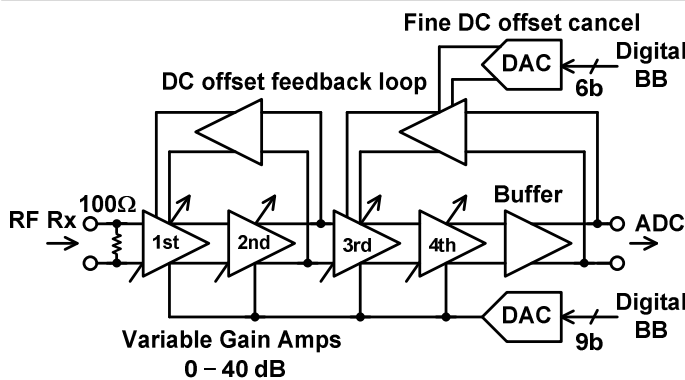 Fine DC offset cancel
DAC
Digital
BB
6b
DC offset feedback loop
100Ω
RF Rx
1st
2nd
3rd
4th
Buffer
ADC
Variable Gain Amps
0 – 40 dB
DAC
Digital
BB
9b